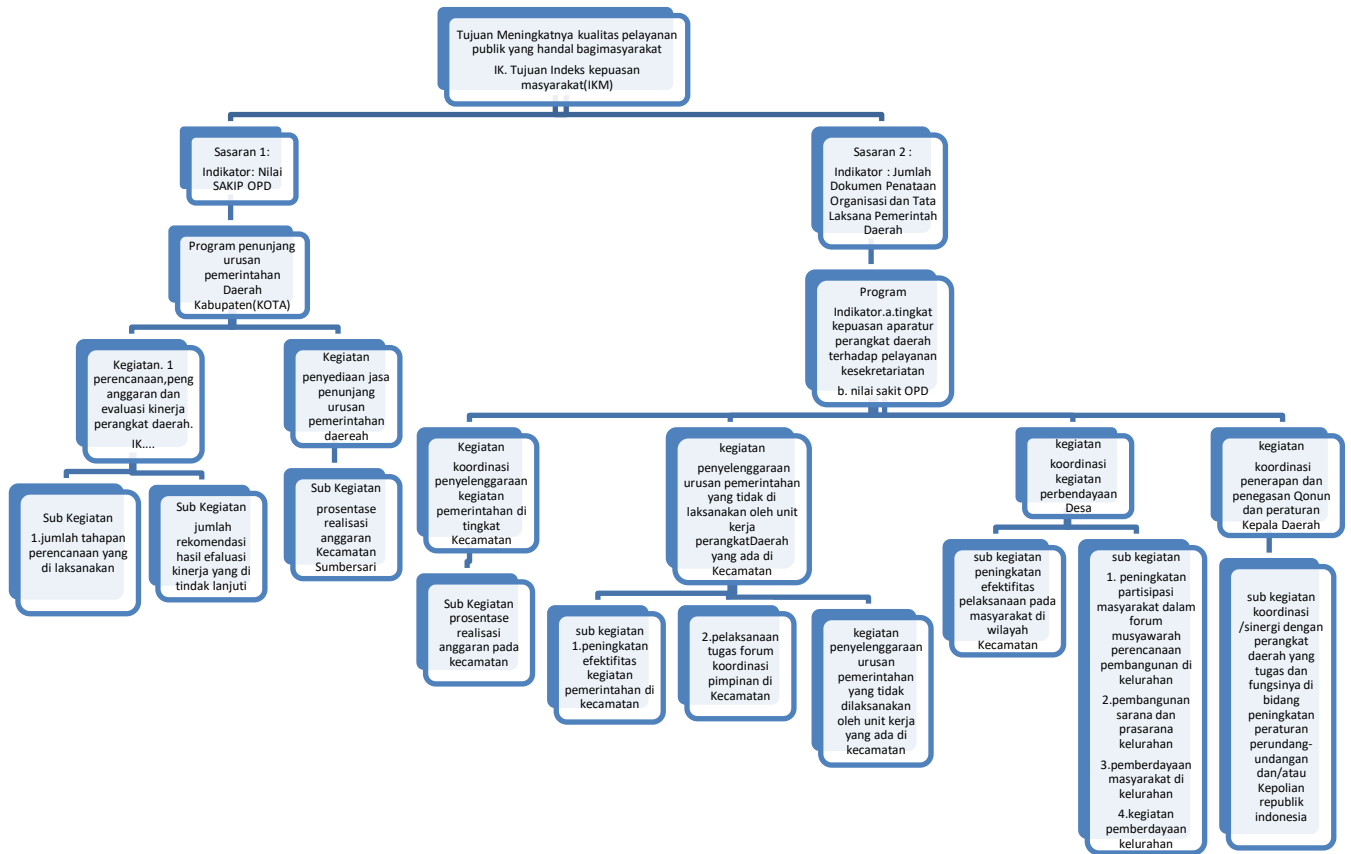 Tujuan Meningkatnya kualitas pelayanan
publik yang handal bagimasyarakat
IK. Tujuan Indeks kepuasan
masyarakat(IKM)
Sasaran 1:
Indikator: Nilai
SAKIP OPD
Sasaran 2 :
Indikator : Jumlah
Dokumen Penataan
Organisasi dan Tata
Laksana Pemerintah
Daerah
Program penunjang
urusan
pemerintahan
Daerah
Kabupaten(KOTA)
Program
Indikator.a.tingkat
kepuasan aparatur
perangkat daerah
terhadap pelayanan
kesekretariatan
b. nilai sakit OPD
Kegiatan. 1
perencanaan,peng
anggaran dan
evaluasi kinerja
perangkat daerah.
IK....
Kegiatan
penyediaan jasa
penunjang
urusan
pemerintahan
daereah
Kegiatan
koordinasi
penyelenggaraan
kegiatan
pemerintahan di
tingkat
Kecamatan
kegiatan
penyelenggaraan
urusan pemerintahan
yang tidak di
laksanakan oleh unit
kerja
perangkatDaerah
yang ada di
Kecamatan
kegiatan
koordinasi
kegiatan
perbendayaan
Desa
kegiatan
koordinasi
penerapan dan
penegasan Qonun
dan peraturan
Kepala Daerah
Sub Kegiatan
1.jumlah tahapan
perencanaan yang
di laksanakan
Sub Kegiatan
jumlah
rekomendasi
hasil efaluasi
kinerja yang di
tindak lanjuti
Sub Kegiatan
prosentase
realisasi
anggaran
Kecamatan
Sumbersari
Sub Kegiatan
prosentase
realisasi
anggaran pada
kecamatan
sub kegiatan
1.peningkatan
efektifitas
kegiatan
pemerintahan di
kecamatan
2.pelaksanaan
tugas forum
koordinasi
pimpinan di
Kecamatan
kegiatan
penyelenggaraan
urusan
pemerintahan
yang tidak
dilaksanakan
oleh unit kerja
yang ada di
kecamatan
sub kegiatan
peningkatan
efektifitas
pelaksanaan pada
masyarakat di
wilayah
Kecamatan
sub kegiatan
1. peningkatan
partisipasi
masyarakat dalam
forum
musyawarah
perencanaan
pembangunan di
kelurahan
2.pembangunan
sarana dan
prasarana
kelurahan
3.pemberdayaan
masyarakat di
kelurahan
4.kegiatan
pemberdayaan
kelurahan
sub kegiatan
koordinasi
/sinergi dengan
perangkat
daerah yang
tugas dan
fungsinya di
bidang
peningkatan
peraturan
perundang-
undangan
dan/atau
Kepolian
republik
indonesia